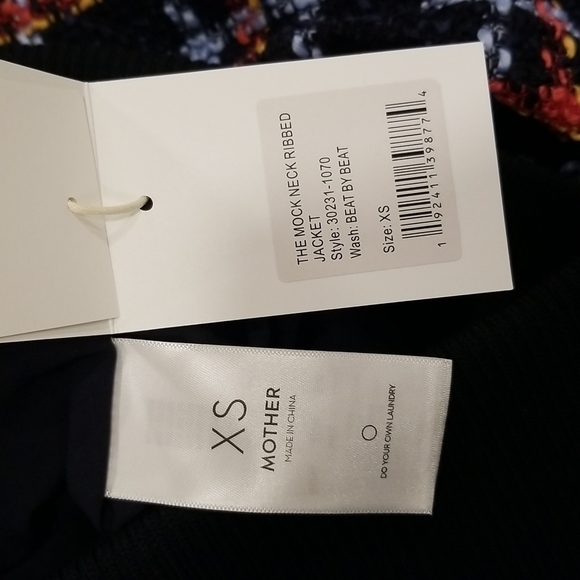 THE MOCK NECK RIBBED
JACKET
Style: 30231-1070
Wash: BEAT BY BEAT
Size: XS
1 92411 39877 4
XS
MOTHER
MADE IN CHINA
DO YOUR OWN LAUNDRY